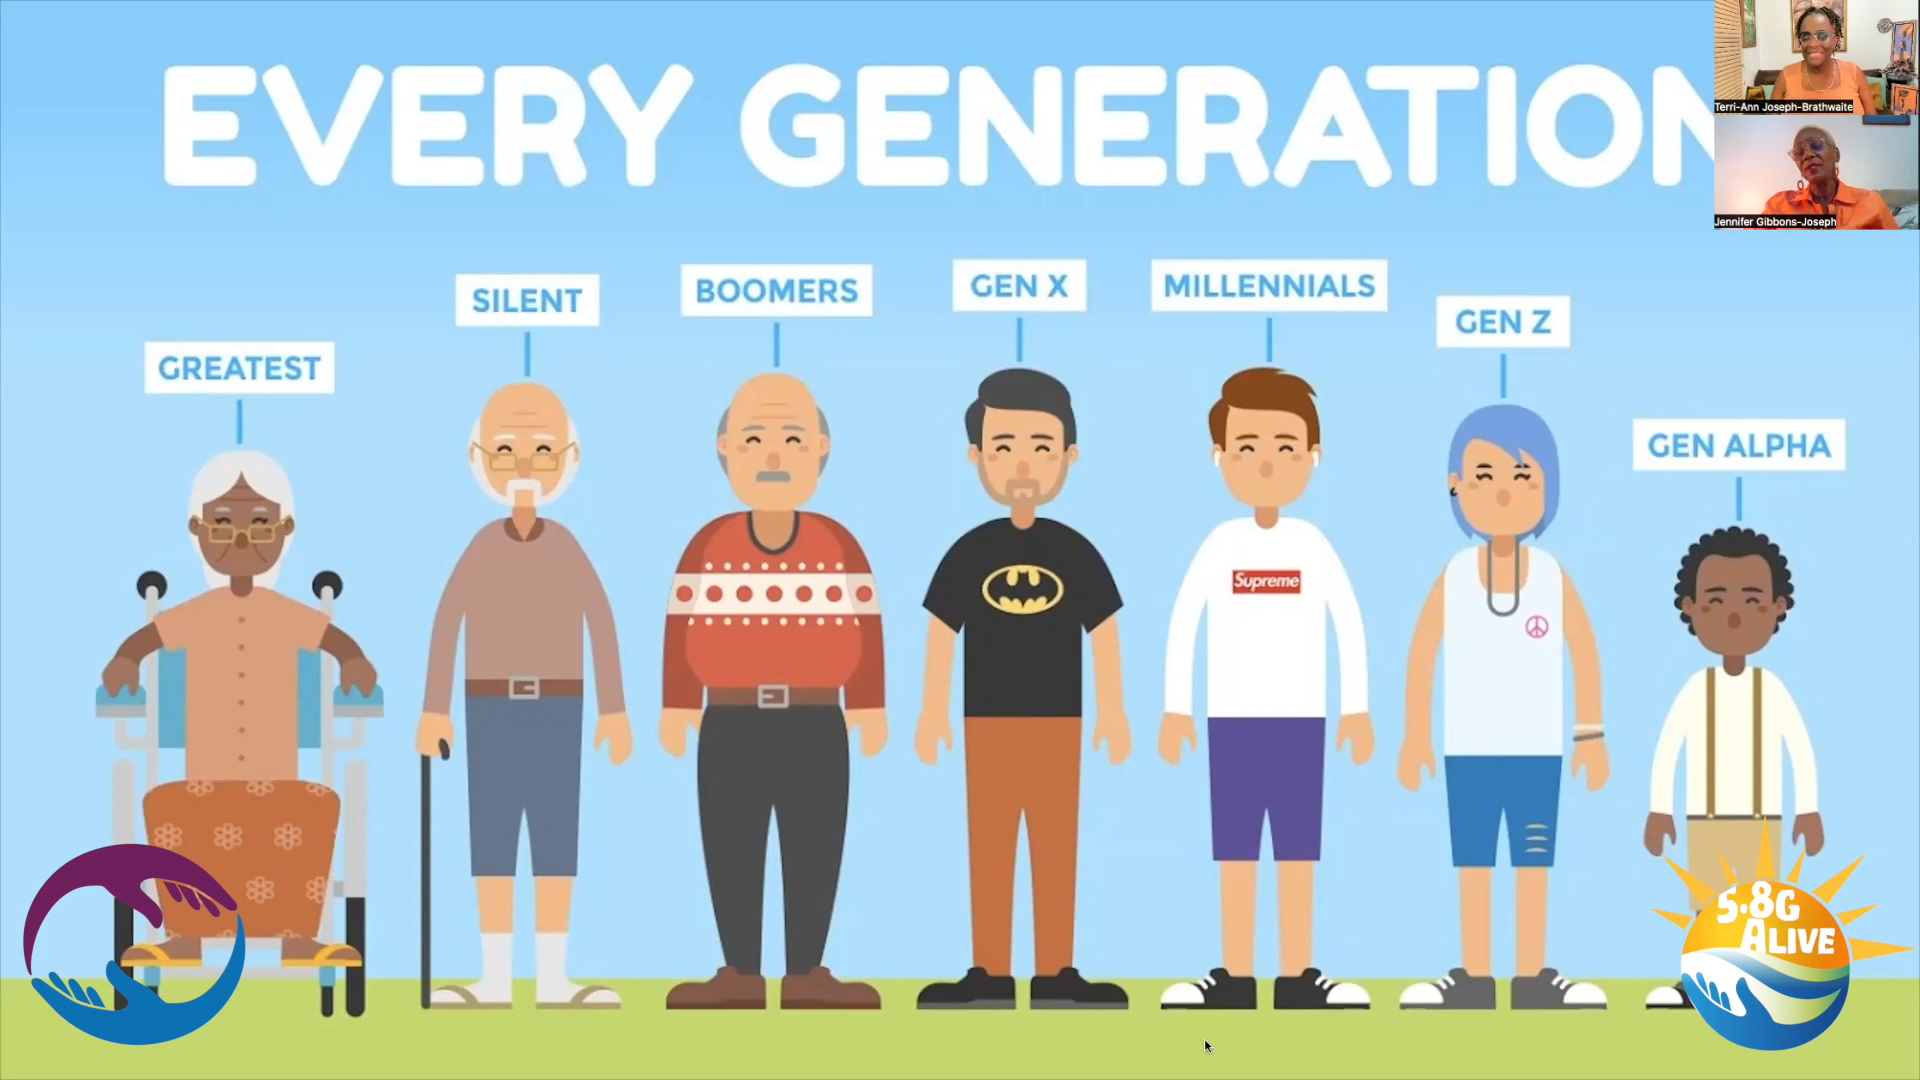 EVERY GENERATION
Terri-Ann Joseph-Brathwaite
Jennifer Gibbons-Joseph
GREATEST
SILENT
BOOMERS
GEN X
MILLENNIALS
GEN Z
GEN ALPHA
Supreme
5.8G
ALIVE